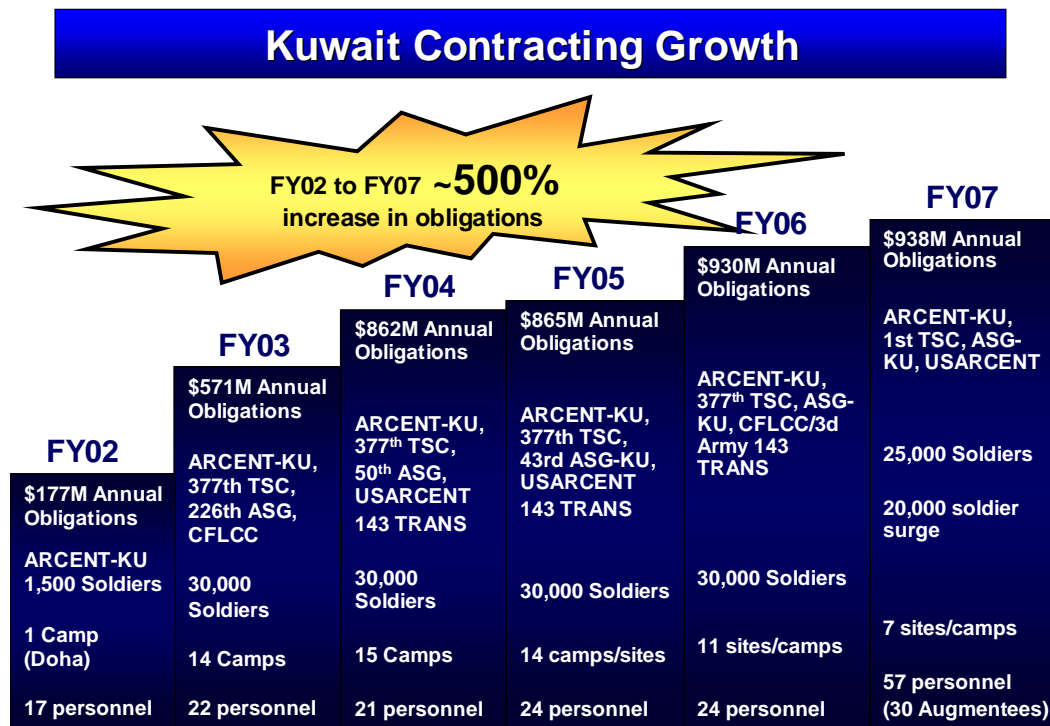 Kuwait Contracting Growth
FY02 to FY07 ~500%
increase in obligations
FY02
$177M Annual
Obligations
ARCENT-KU
1,500 Soldiers
1 Camp
(Doha)
17 personnel
FY03
$571M Annual
Obligations
ARCENT-KU,
377th TSC,
226th ASG,
CFLCC
30,000
Soldiers
14 Camps
22 personnel
FY04
$862M Annual
Obligations
ARCENT-KU,
377th TSC,
50th ASG,
USARCENT
143 TRANS
30,000
Soldiers
15 Camps
21 personnel
FY05
$865M Annual
Obligations
ARCENT-KU,
377th TSC,
43rd ASG-KU,
USARCENT
143 TRANS
30,000 Soldiers
14 camps/sites
24 personnel
FY06
$930M Annual
Obligations
ARCENT-KU,
377th TSC, ASG-
KU, CFLCC/3d
Army 143
TRANS
30,000 Soldiers
11 sites/camps
24 personnel
FY07
$938M Annual
Obligations
ARCENT-KU,
1st TSC, ASG-
KU, USARCENT
25,000 Soldiers
20,000 soldier
surge
7 sites/camps
57 personnel
(30 Augmentees)